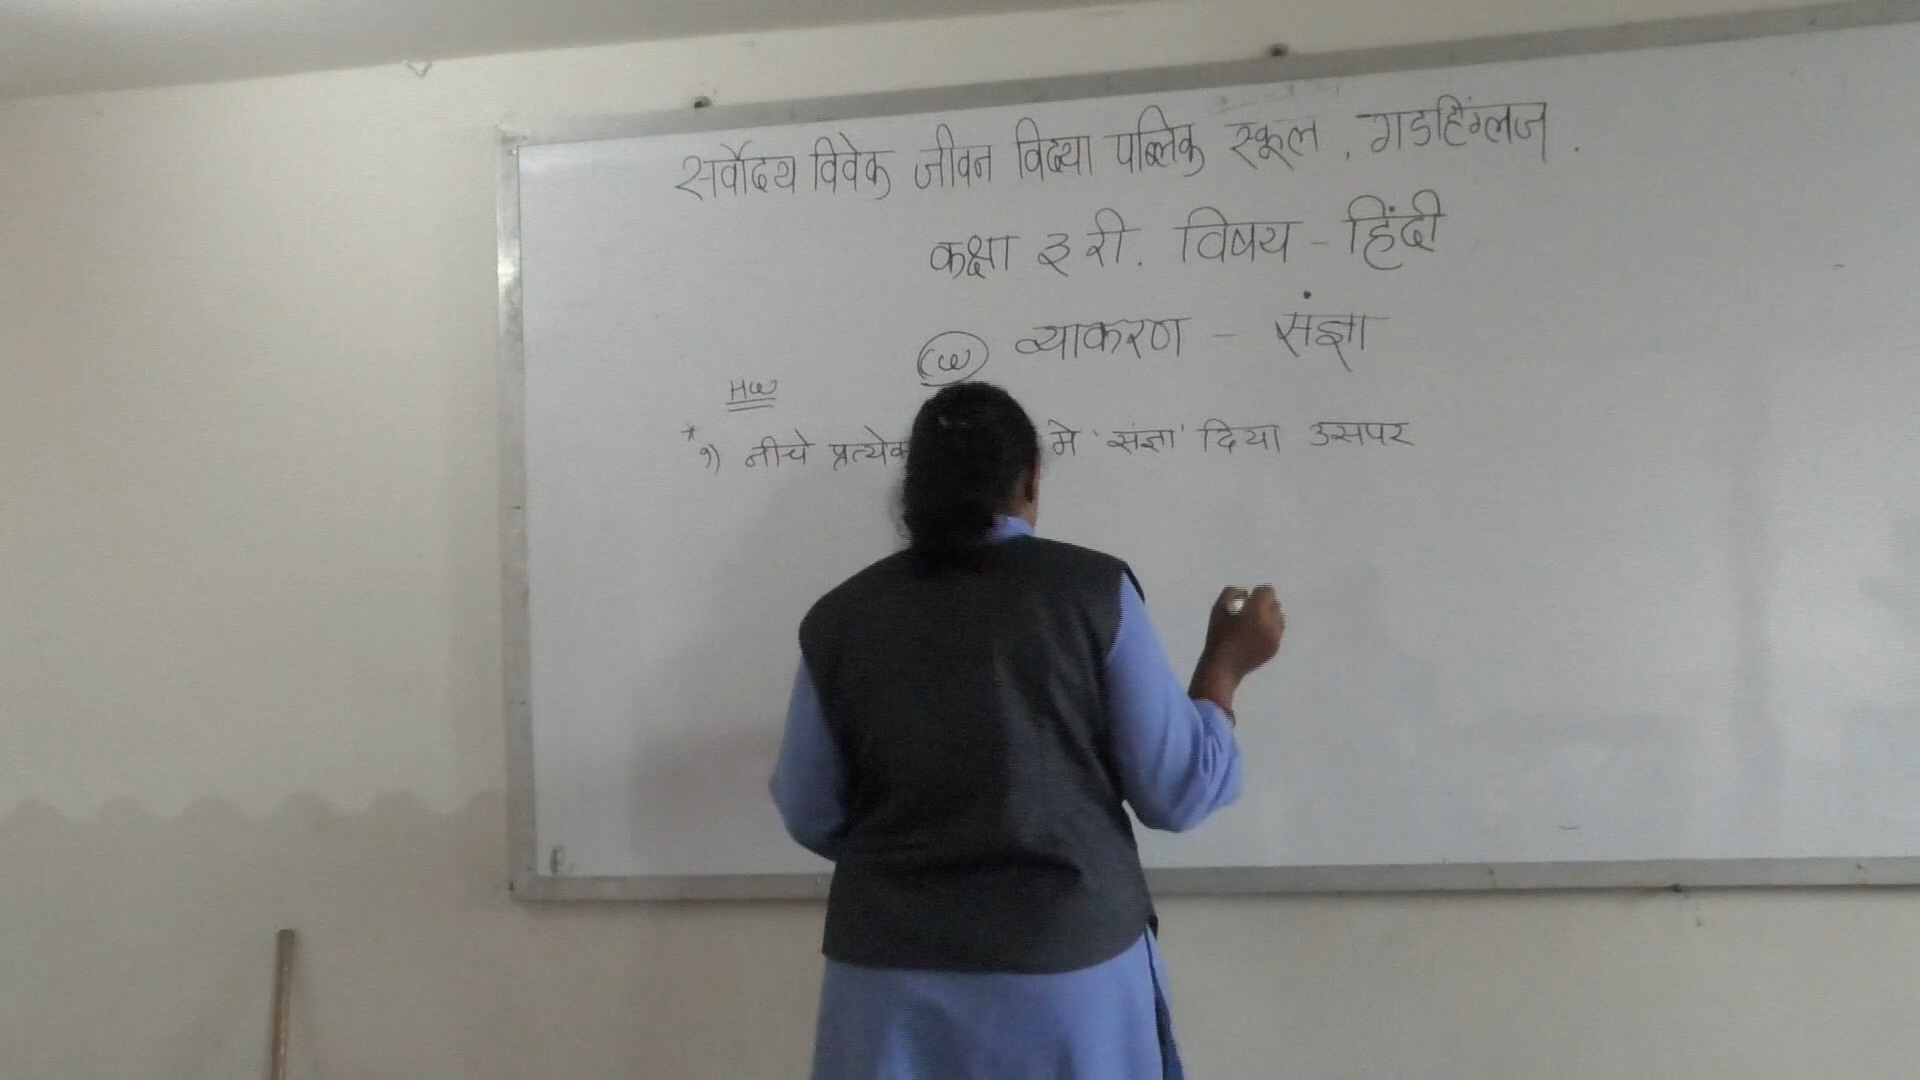 सर्वोदय विवेक जीवन विद्या पब्लिक स्कूल, गडहिंग्लज.
कक्षा ३ री. विषय - हिंदी
CW व्याकरण - संज्ञा
HW
* १) नीचे प्रत्येक मे 'संज्ञा' दिया उसपर